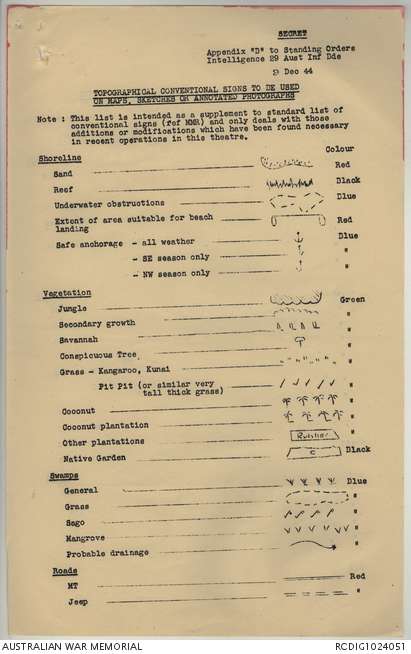 SECRET
Appendix "D" to Standing Orders
Intelligence 29 Aust Inf Bde
9 Dec 44
TOPOGRAPHICAL CONVENTIONAL SIGNS TO BE USED
ON MAPS, SKETCHES OR ANNOTATED PHOTOGRAPHS
Note : This list is intended as a supplement to standard list of
conventional signs (ref MMR) and only deals with those
additions or modifications which have been found necessary
in recent operations in this theatre.
Colour
Shoreline
Sand Red
Reef Black
Underwater obstructions Blue
Extent of area suitable for beach Red
landing
Safe anchorage - all weather Blue
- SE season only "
- NW season only "
Vegetation
Jungle Green
Secondary growth "
Savannah "
Conspicuous Tree "
Grass - Kangaroo, Kunai "
Pit Pit (or similar very "
tall thick grass)
Coconut "
Coconut plantation "
Other plantations Rubber "
Native Garden C Black
Swamps
General Blue
Grass "
Sago "
Mangrove "
Probable drainage "
Roads
MT Red
Jeep "
AUSTRALIAN WAR MEMORIAL RCDIG1024051